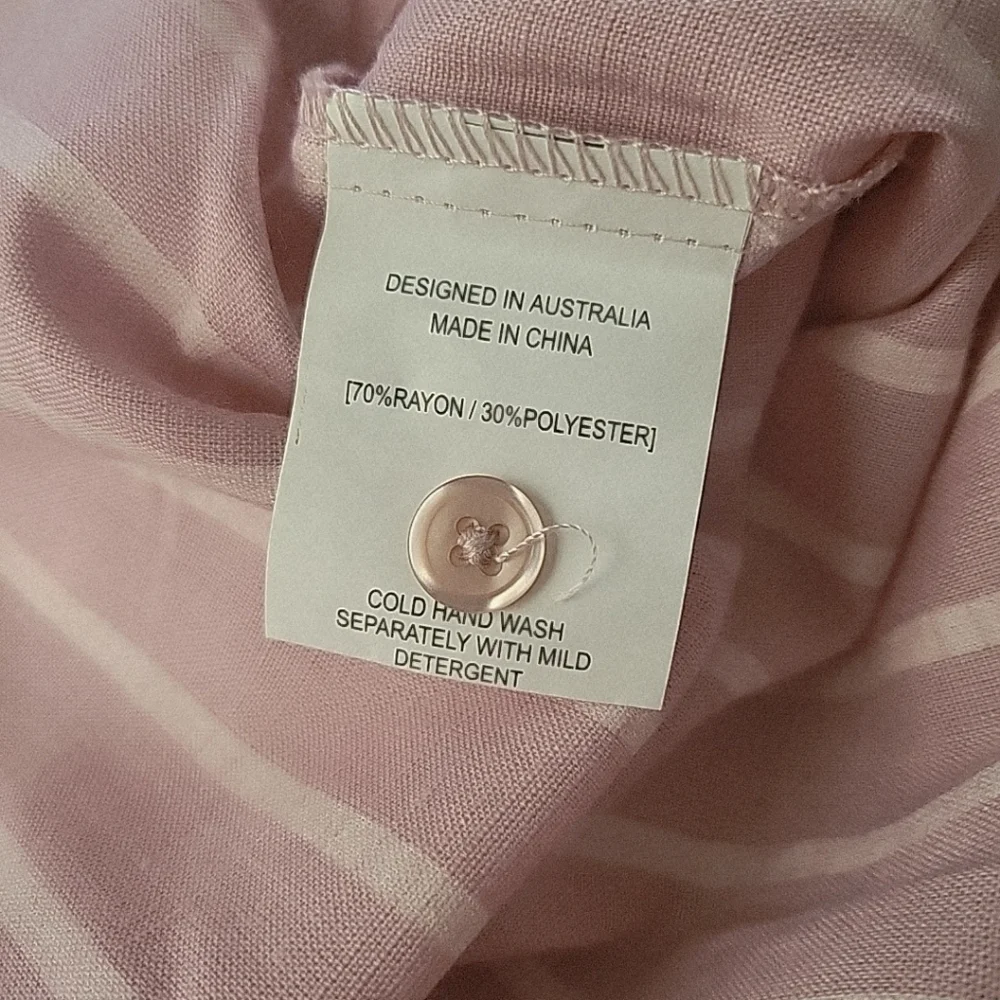 DESIGNED IN AUSTRALIA
MADE IN CHINA
[70%RAYON / 30%POLYESTER]
COLD HAND WASH
SEPARATELY WITH MILD
DETERGENT